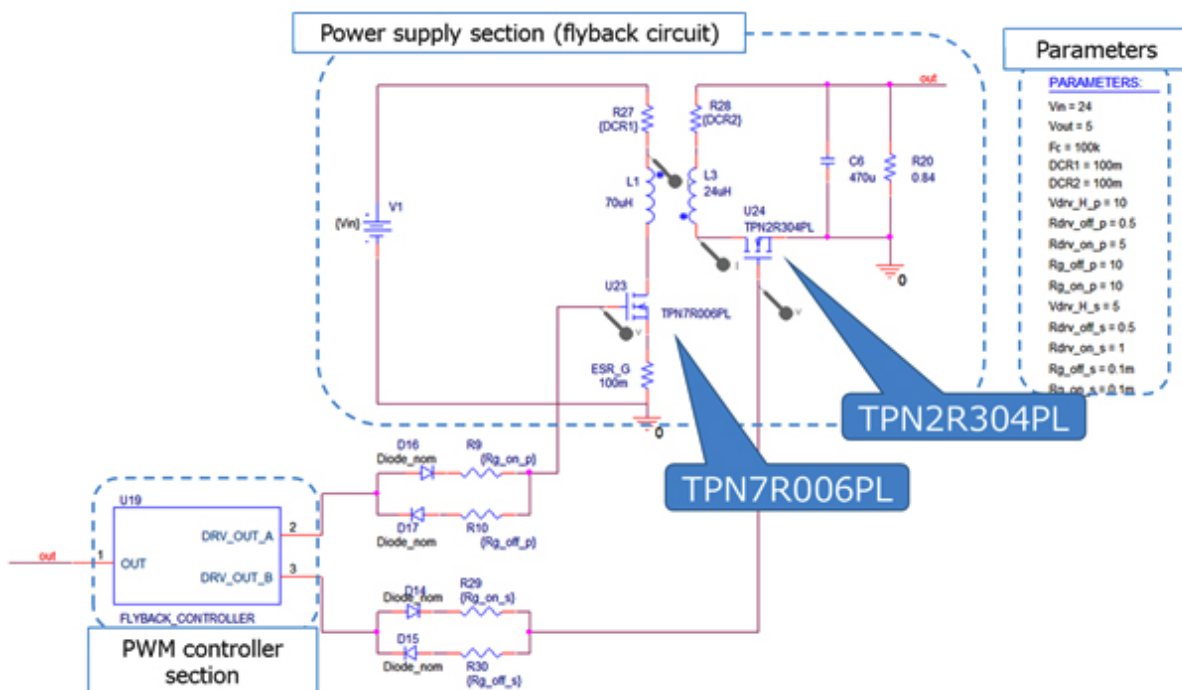 Power supply section (flyback circuit)
Parameters
PARAMETERS:
Vin = 24
Vout = 5
Fc = 100k
DCR1 = 100m
DCR2 = 100m
Vdrv_H_p = 10
Rdrv_off_p = 0.5
Rdrv_on_p = 5
Rg_off_p = 10
Rg_on_p = 10
Vdrv_H_s = 5
Rdrv_off_s = 0.5
Rdrv_on_s = 1
Rg_off_s = 0.1m
Rg_on_s = 0.1m
out
R27
{DCR1}
R28
{DCR2}
L1
70uH
L3
24uH
C6
470u
R20
0.84
V1
{Vin}
U24
TPN2R304PL
I
V
0
U23
TPN7R006PL
V
ESR_G
100m
0
TPN2R304PL
TPN7R006PL
D16
Diode_nom
R9
{Rg_on_p}
D17
Diode_nom
R10
{Rg_off_p}
U19
DRV_OUT_A
2
out
1
OUT
DRV_OUT_B
3
FLYBACK_CONTROLLER
D14
Diode_nom
R29
{Rg_on_s}
D15
Diode_nom
R30
{Rg_off_s}
PWM controller
section